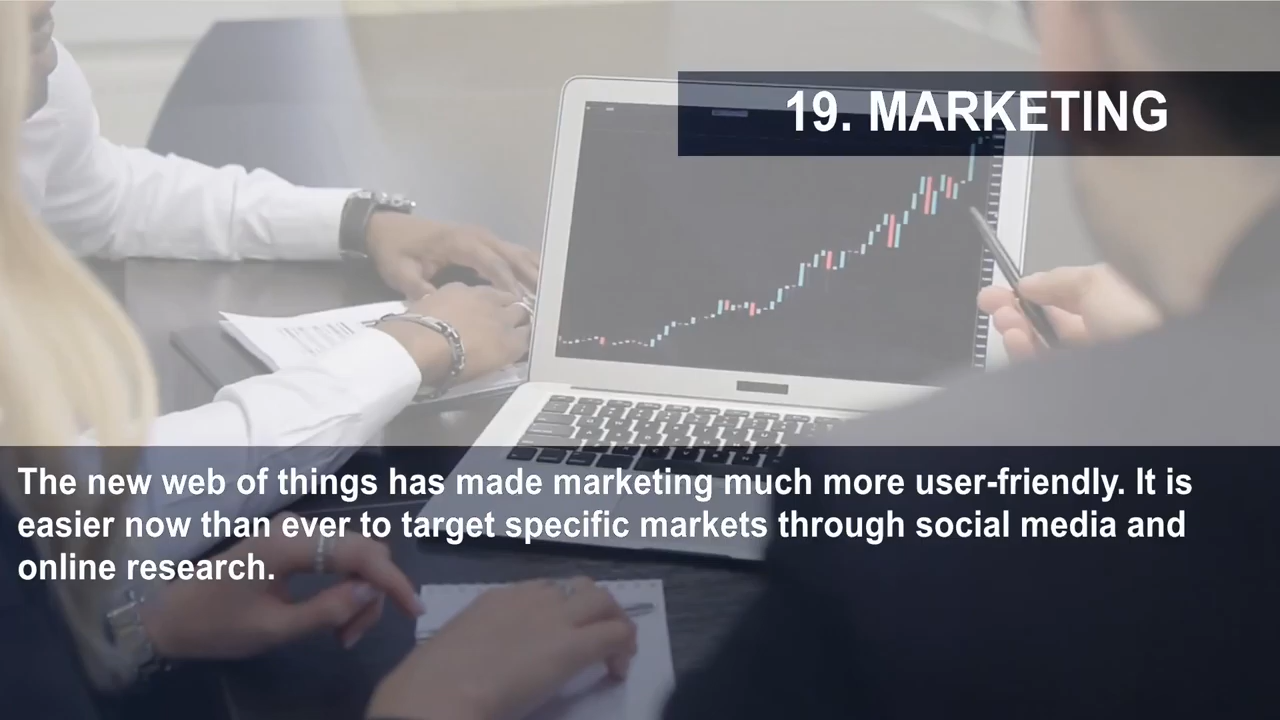 19. MARKETING
The new web of things has made marketing much more user-friendly. It is
easier now than ever to target specific markets through social media and
online research.